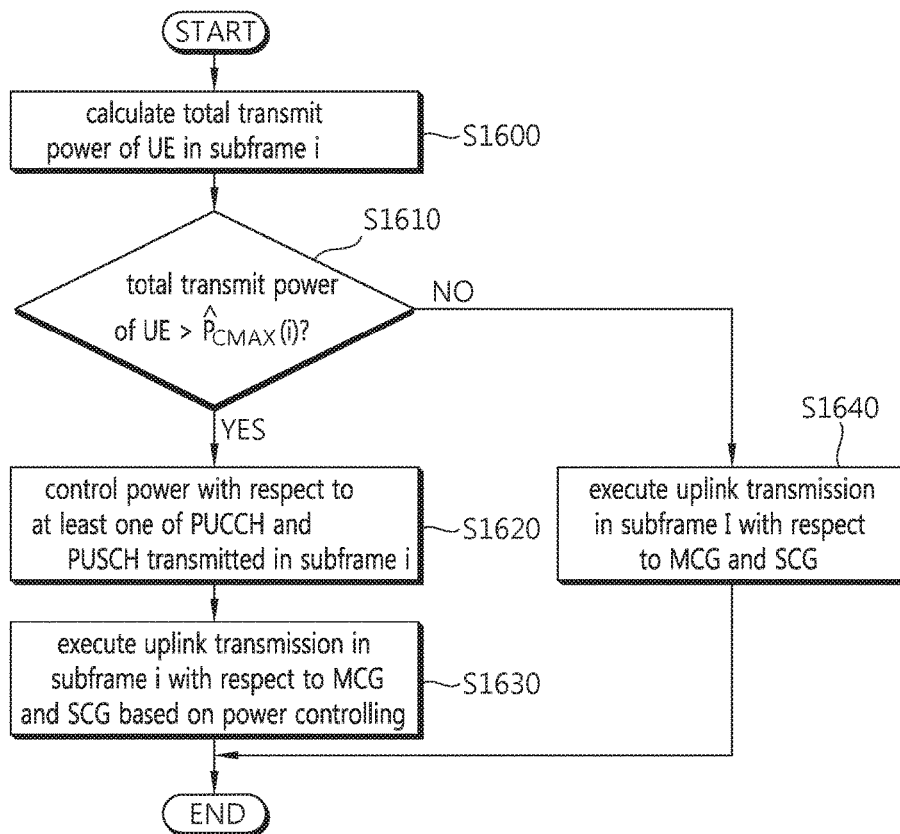 START
calculate total transmit
power of UE in subframe i
S1600
S1610
total transmit power
of UE > P̂CMAX(i)?
NO
YES
S1640
control power with respect to
at least one of PUCCH and
PUSCH transmitted in subframe i
S1620
execute uplink transmission
in subframe I with respect
to MCG and SCG
execute uplink transmission in
subframe i with respect to MCG
and SCG based on power controlling
S1630
END